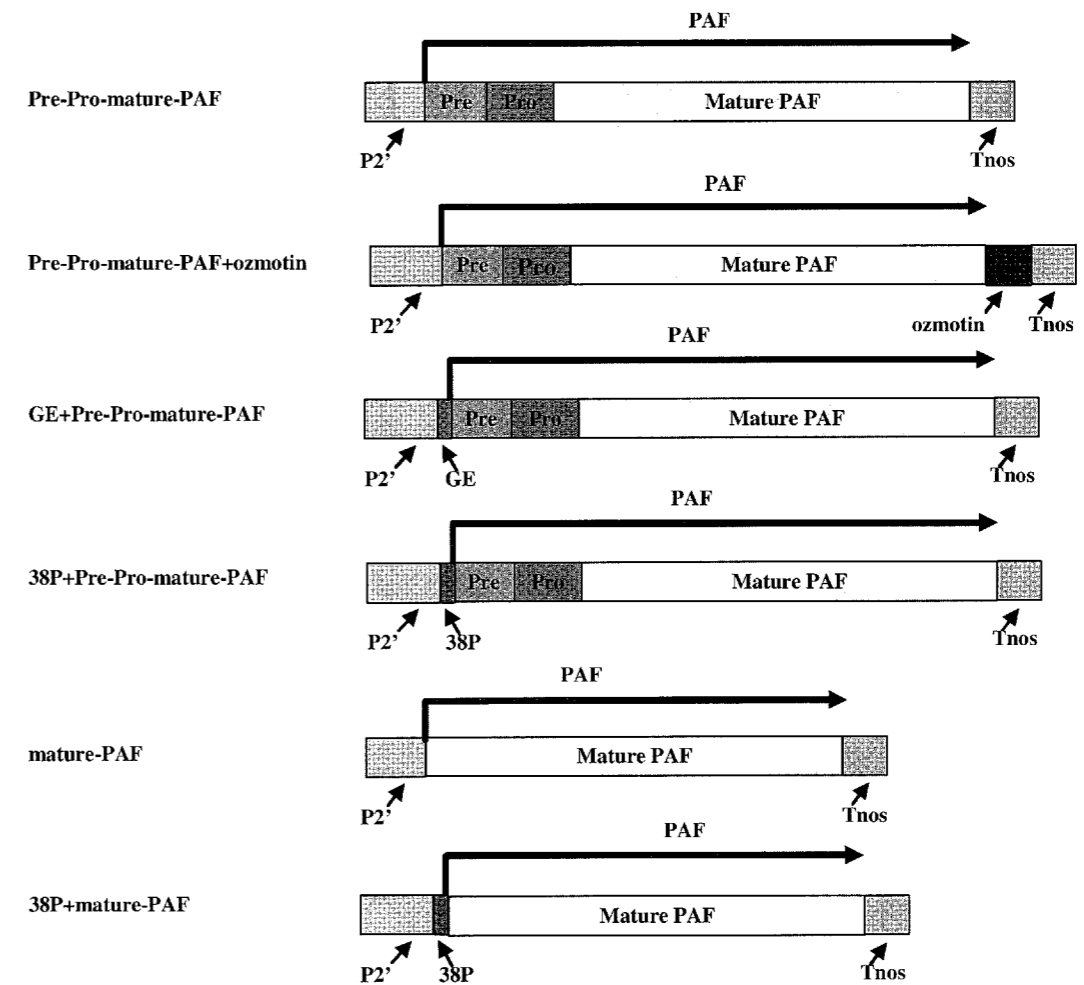 PAF
Pre-Pro-mature-PAF
Pre Pro Mature PAF
P2’ Tnos
PAF
Pre-Pro-mature-PAF+ozmotin
Pre Pro Mature PAF
P2’ ozmotin Tnos
PAF
GE+Pre-Pro-mature-PAF
Pre Pro Mature PAF
P2’ GE Tnos
PAF
38P+Pre-Pro-mature-PAF
Pre Pro Mature PAF
P2’ 38P Tnos
PAF
mature-PAF
Mature PAF
P2’ Tnos
PAF
38P+mature-PAF
Mature PAF
P2’ 38P Tnos